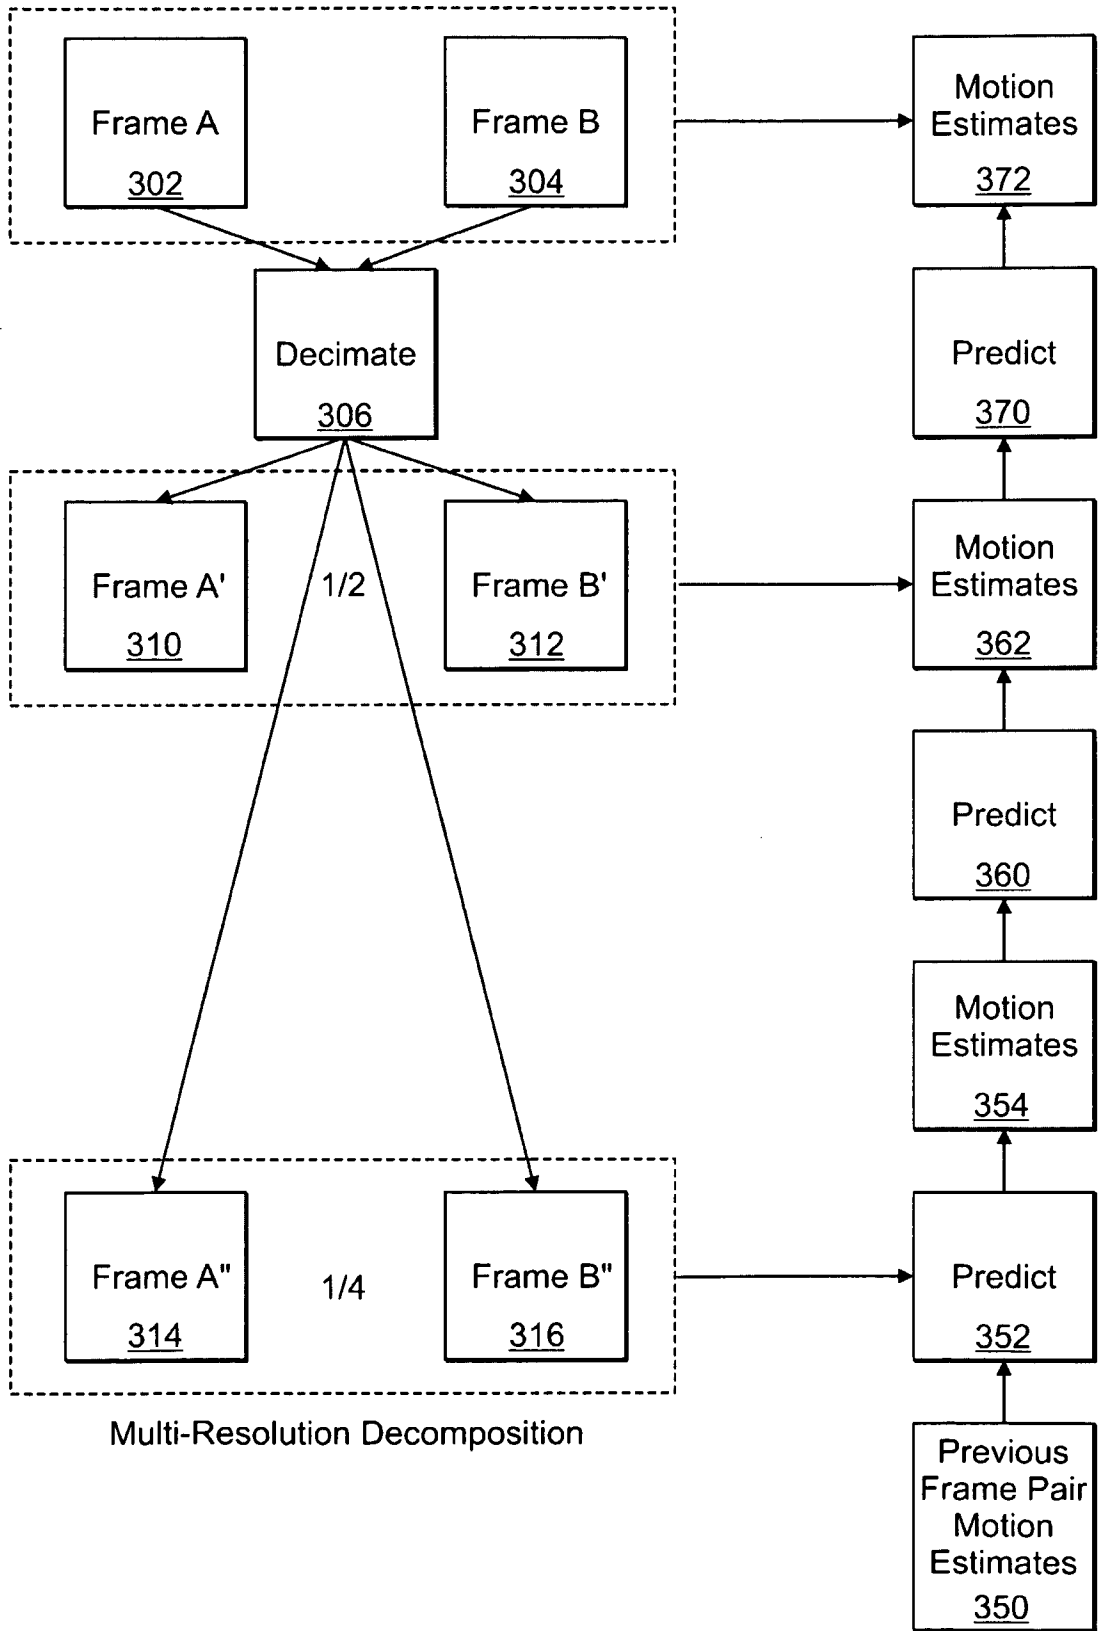 Frame A
302
Frame B
304
Motion
Estimates
372
Decimate
306
Predict
370
Frame A'
310
1/2
Frame B'
312
Motion
Estimates
362
Predict
360
Motion
Estimates
354
Frame A"
314
1/4
Frame B"
316
Predict
352
Multi-Resolution Decomposition
Previous
Frame Pair
Motion
Estimates
350